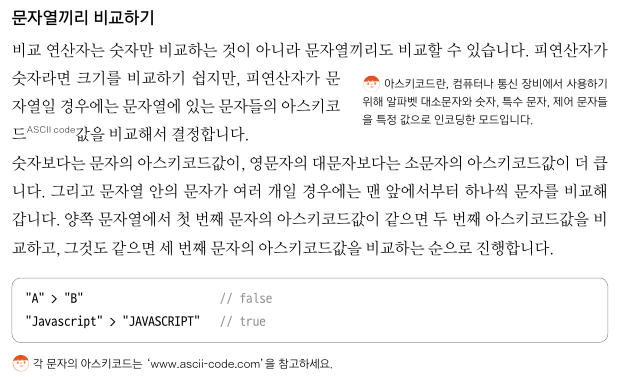 문자열끼리 비교하기
비교 연산자는 숫자만 비교하는 것이 아니라 문자열끼리도 비교할 수 있습니다. 피연산자가
숫자라면 크기를 비교하기 쉽지만, 피연산자가 문
자열일 경우에는 문자열에 있는 문자들의 아스키코
드ASCII code값을 비교해서 결정합니다.
아스키코드란, 컴퓨터나 통신 장비에서 사용하기
위해 알파벳 대소문자와 숫자, 특수 문자, 제어 문자들
을 특정 값으로 인코딩한 모드입니다.
숫자보다는 문자의 아스키코드값이, 영문자의 대문자보다는 소문자의 아스키코드값이 더 큽
니다. 그리고 문자열 안의 문자가 여러 개일 경우에는 맨 앞에서부터 하나씩 문자를 비교해
갑니다. 양쪽 문자열에서 첫 번째 문자의 아스키코드값이 같으면 두 번째 아스키코드값을 비
교하고, 그것도 같으면 세 번째 문자의 아스키코드값을 비교하는 순으로 진행합니다.
"A" > "B" // false
"Javascript" > "JAVASCRIPT" // true
각 문자의 아스키코드는 ‘www.ascii-code.com’을 참고하세요.